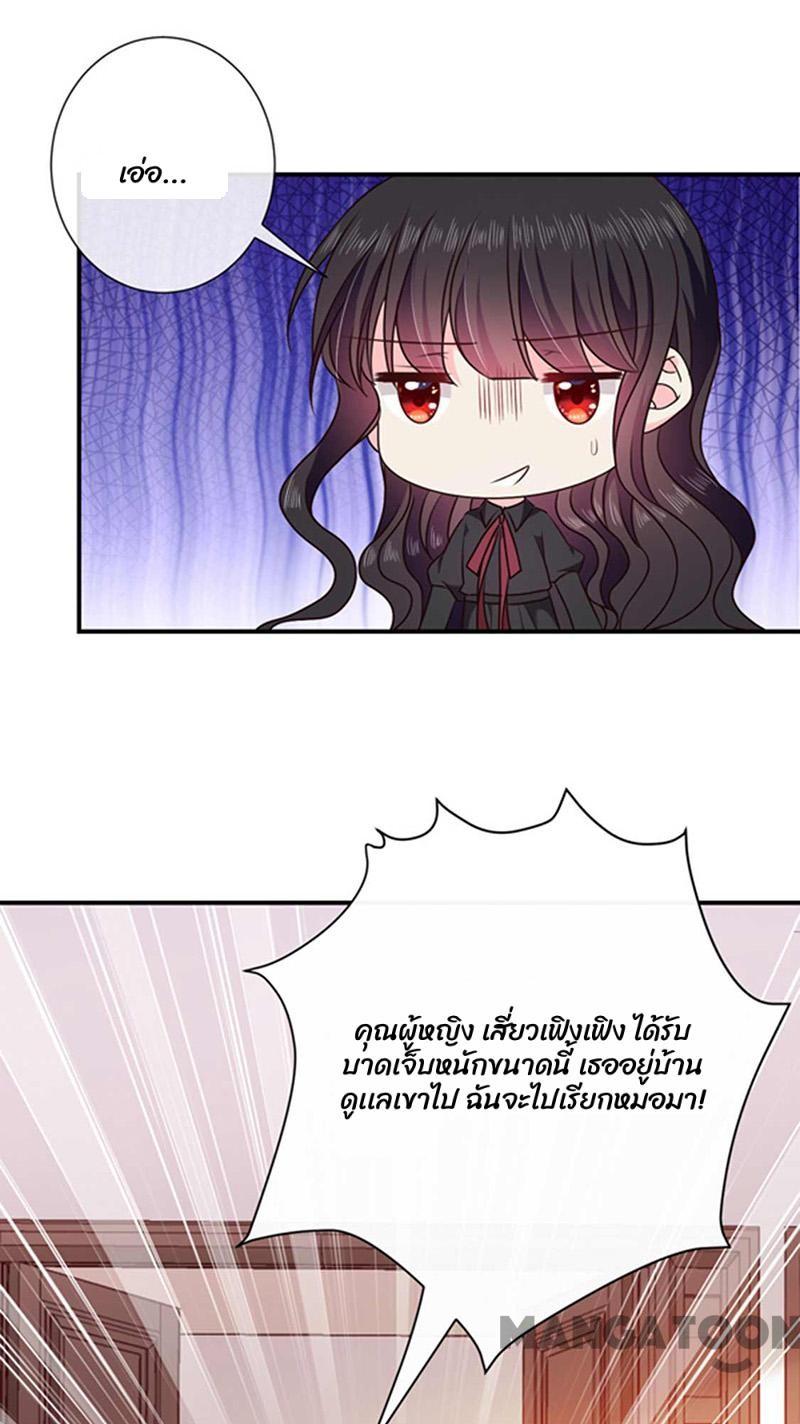 เอ่อ...
คุณผู้หญิง เสี่ยวเฟิงเฟิง ได้รับ
บาดเจ็บหนักขนาดนี้ เธออยู่บ้าน
ดูแลเขาไป ฉันจะไปเรียกหมอมา!
MANGATOON